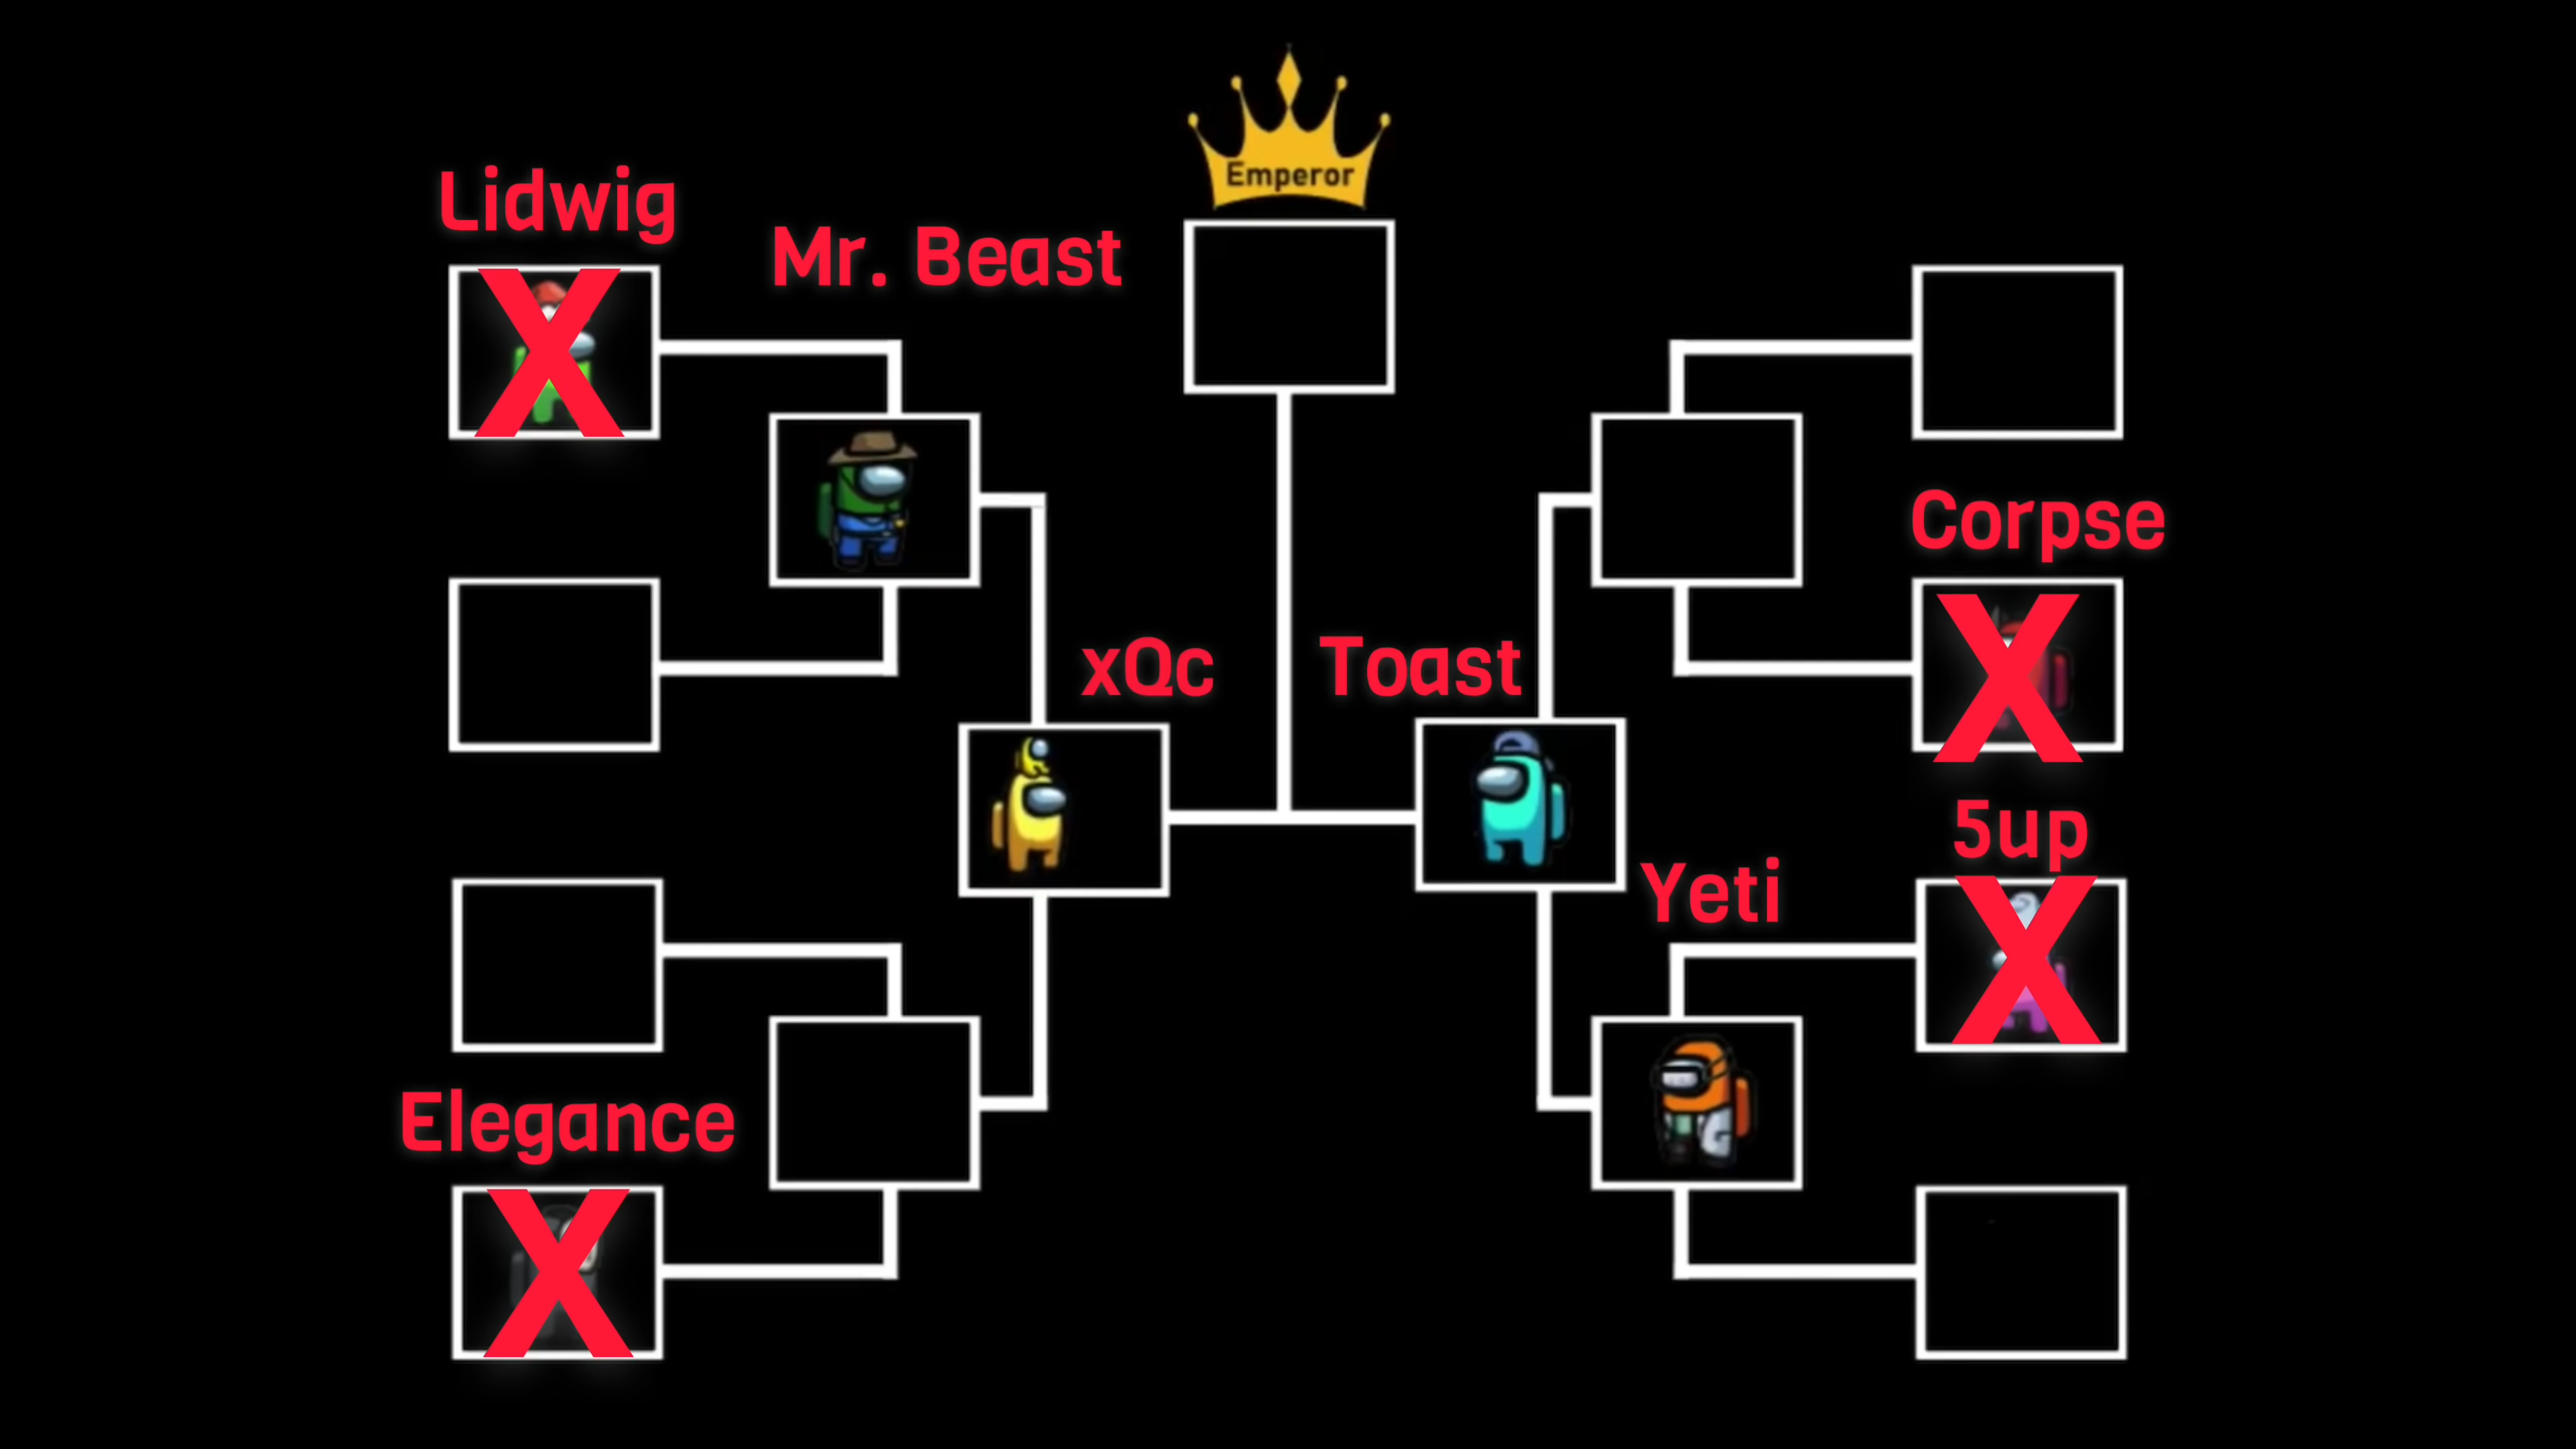 Emperor
Lidwig
Mr. Beast
Corpse
xQc
Toast
5up
Yeti
Elegance
X
X
X
X